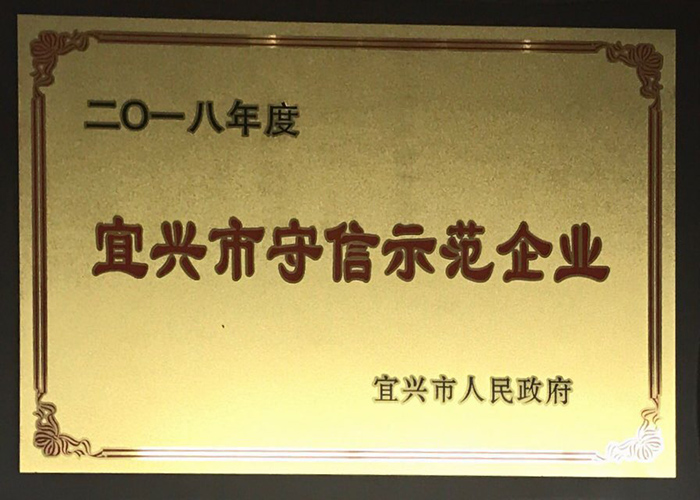 二〇一八年度
宜兴市守信示范企业
宜兴市人民政府